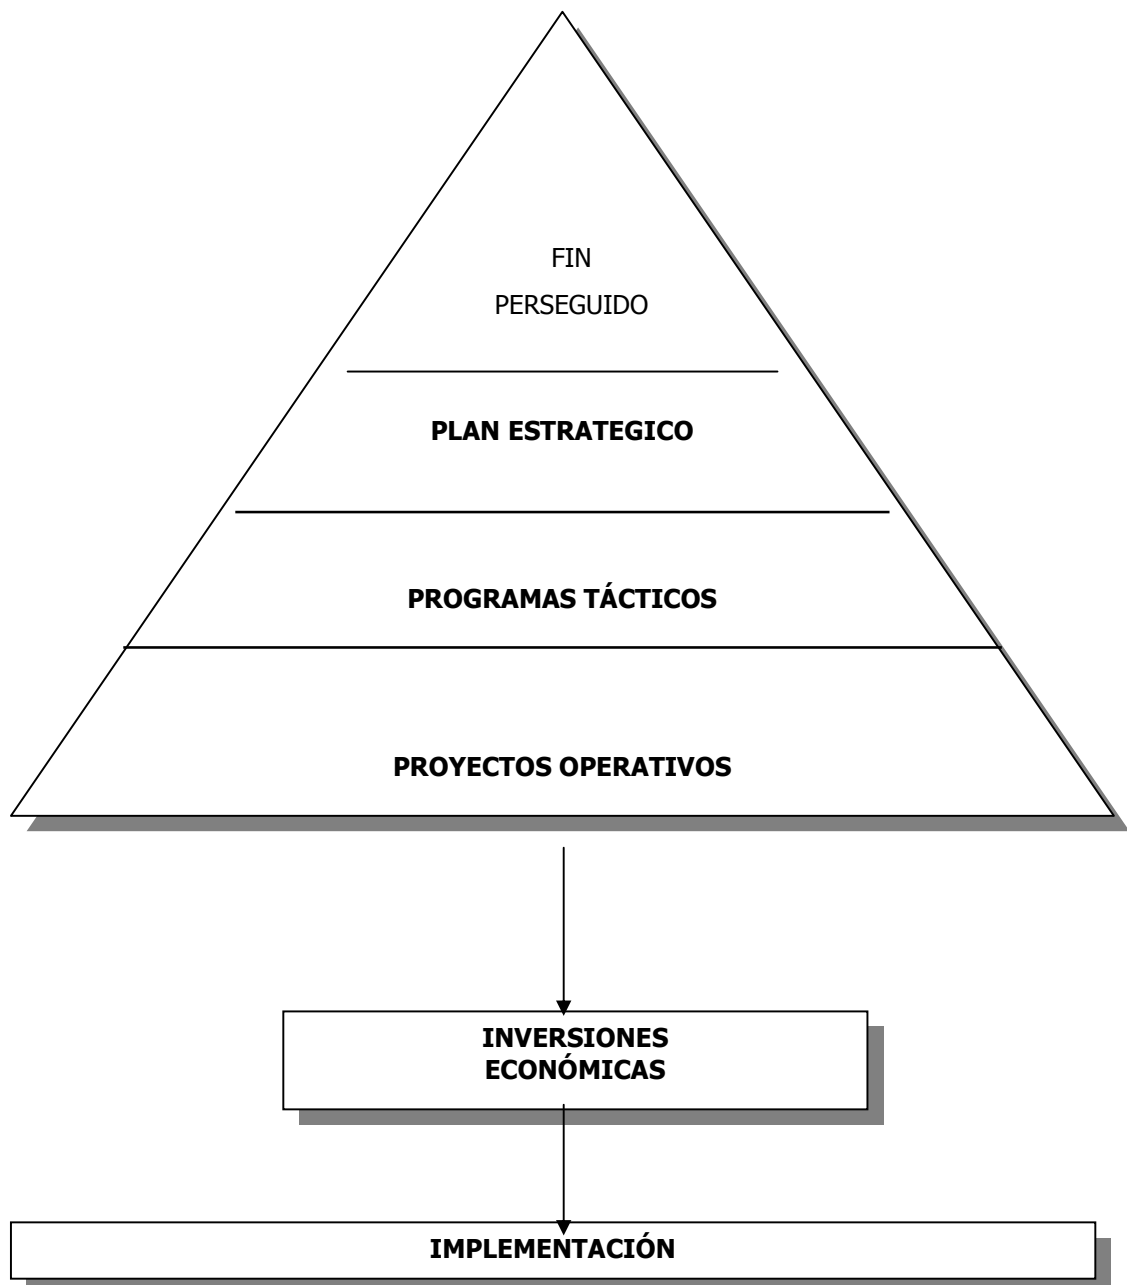 FIN
PERSEGUIDO
PLAN ESTRATEGICO
PROGRAMAS TÁCTICOS
PROYECTOS OPERATIVOS
INVERSIONES
ECONÓMICAS
IMPLEMENTACIÓN